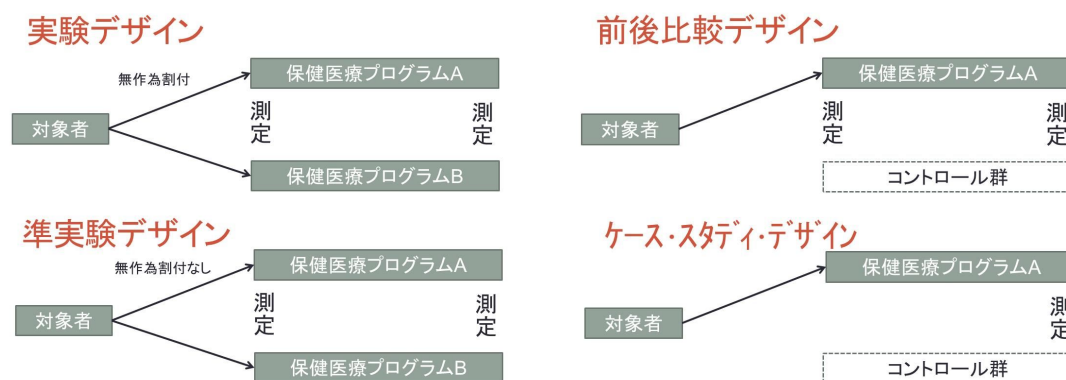 実験デザイン
無作為割付
保健医療プログラムA
対象者
測定
測定
保健医療プログラムB
前後比較デザイン
保健医療プログラムA
対象者
測定
測定
コントロール群
準実験デザイン
無作為割付なし
保健医療プログラムA
対象者
測定
測定
保健医療プログラムB
ケース・スタディ・デザイン
保健医療プログラムA
対象者
測定
コントロール群